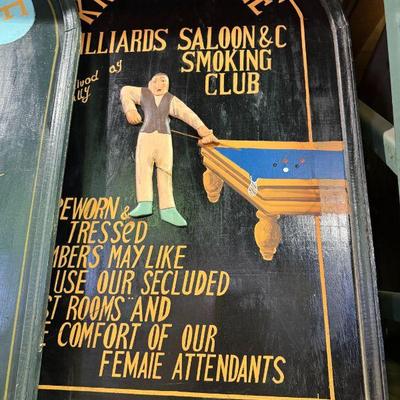 ILLIARDS SALOON & C
SMOKING
CLUB
EWORN &
TRESSED
MBERS MAY LIKE
USE OUR SECLUDED
ST ROOMS" AND
COMFORT OF OUR
FEMAIE ATTENDANTS